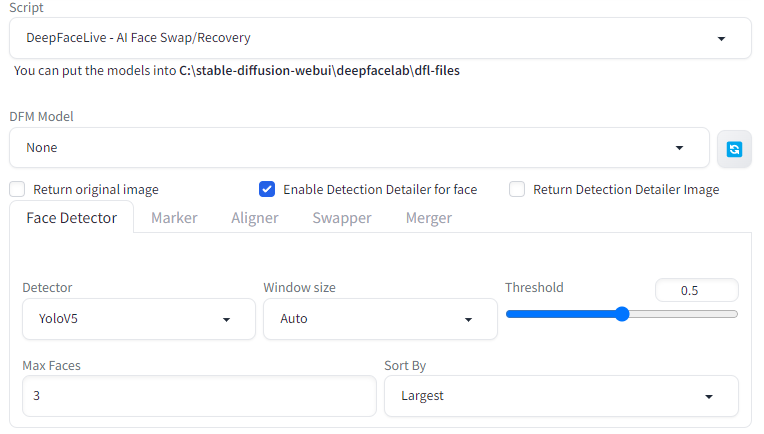 Script
DeepFaceLive - AI Face Swap/Recovery
You can put the models into C:\stable-diffusion-webui\deepfacelab\dfl-files
DFM Model
None
Return original image Enable Detection Detailer for face Return Detection Detailer Image
Face Detector Marker Aligner Swapper Merger
Detector Window size Threshold 0.5
YoloV5 Auto
Max Faces Sort By
3 Largest